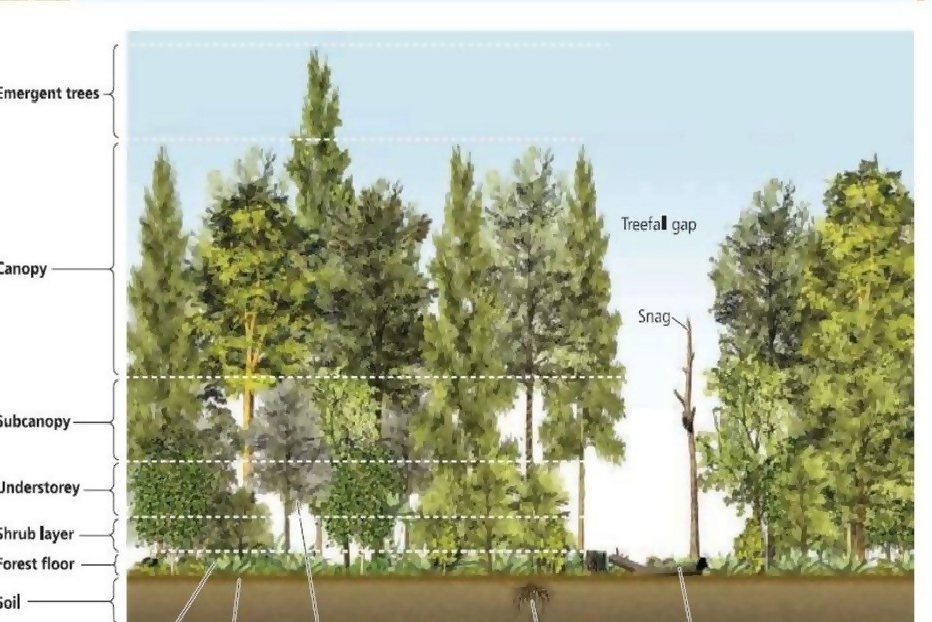 Emergent trees
Canopy
Treefall gap
Snag
Subcanopy
Understorey
Shrub layer
Forest floor
Soil